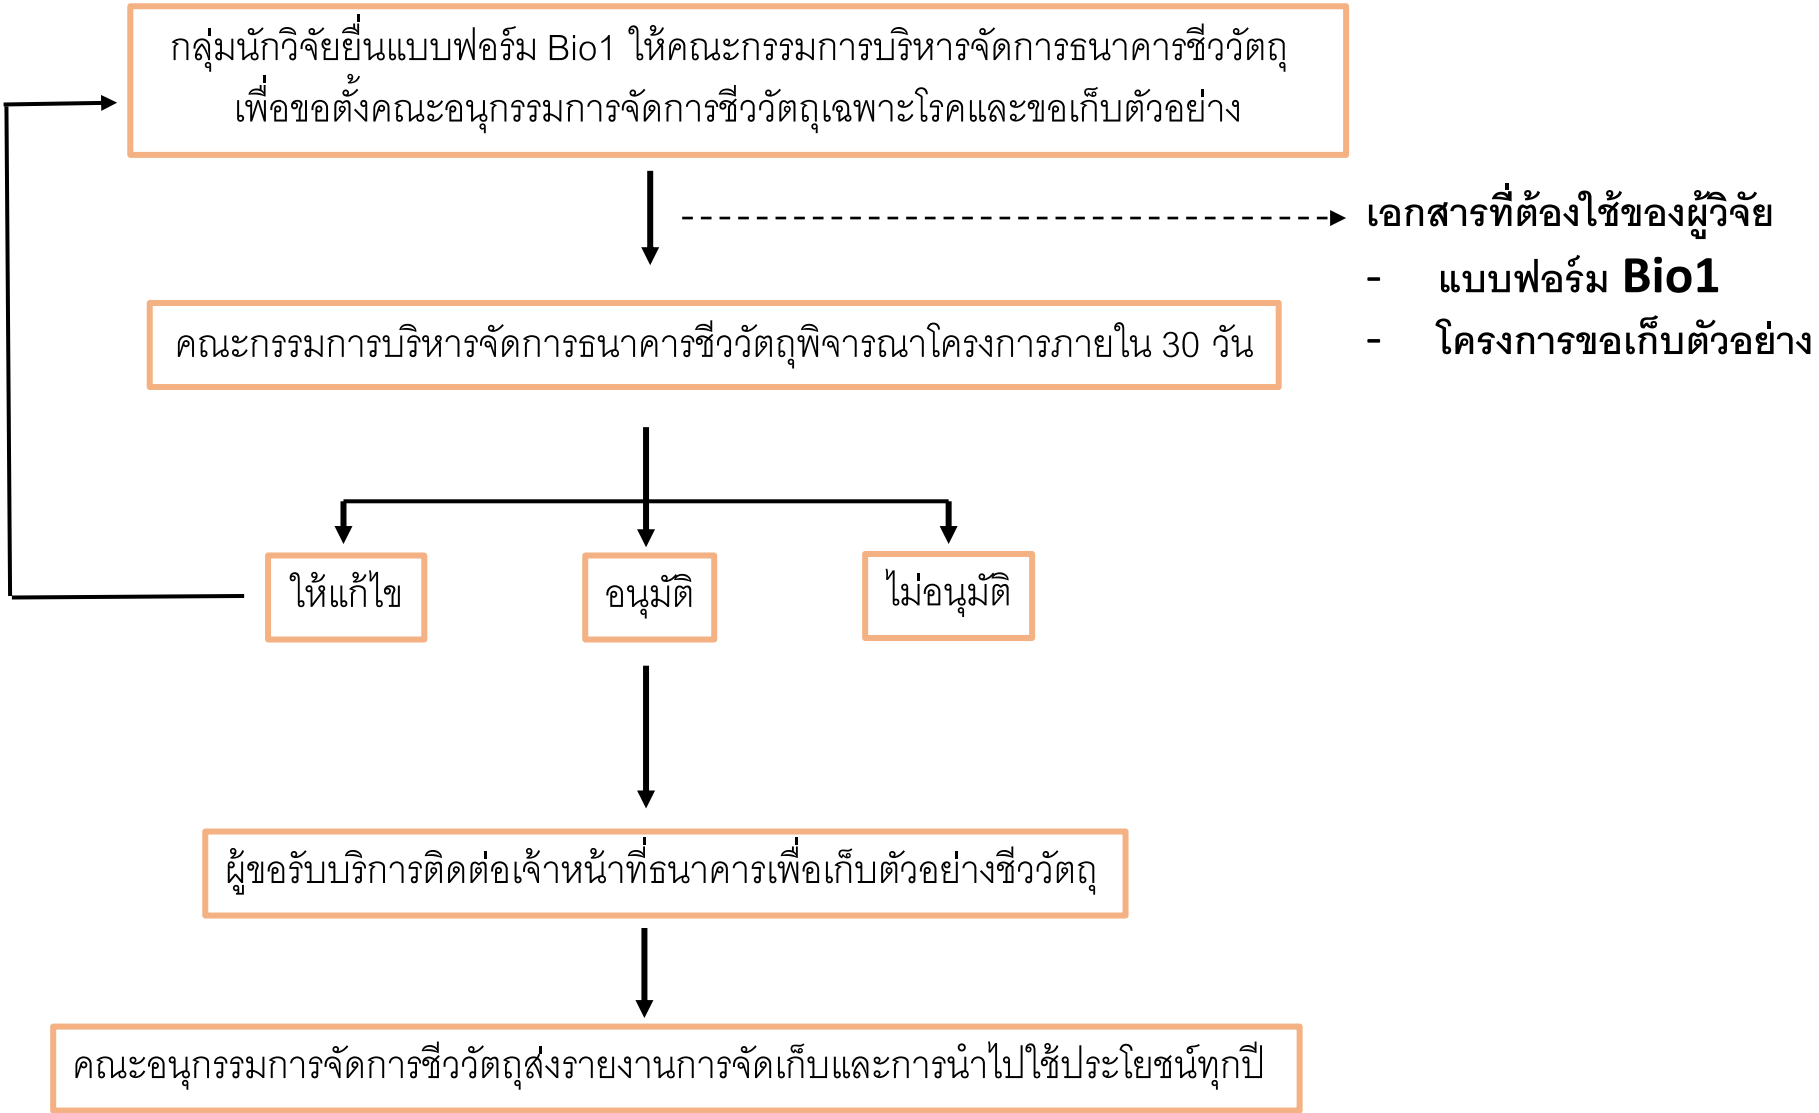 กลุ่มนักวิจัยยื่นแบบฟอร์ม Bio1 ให้คณะกรรมการบริหารจัดการธนาคารชีววัตถุ
เพื่อขอตั้งคณะอนุกรรมการจัดการชีววัตถุเฉพาะโรคและขอเก็บตัวอย่าง
เอกสารที่ต้องใช้ของผู้วิจัย
- แบบฟอร์ม Bio1
- โครงการขอเก็บตัวอย่าง
คณะกรรมการบริหารจัดการธนาคารชีววัตถุพิจารณาโครงการภายใน 30 วัน
ให้แก้ไข
อนุมัติ
ไม่อนุมัติ
ผู้ขอรับบริการติดต่อเจ้าหน้าที่ธนาคารเพื่อเก็บตัวอย่างชีววัตถุ
คณะอนุกรรมการจัดการชีววัตถุส่งรายงานการจัดเก็บและการนำไปใช้ประโยชน์ทุกปี